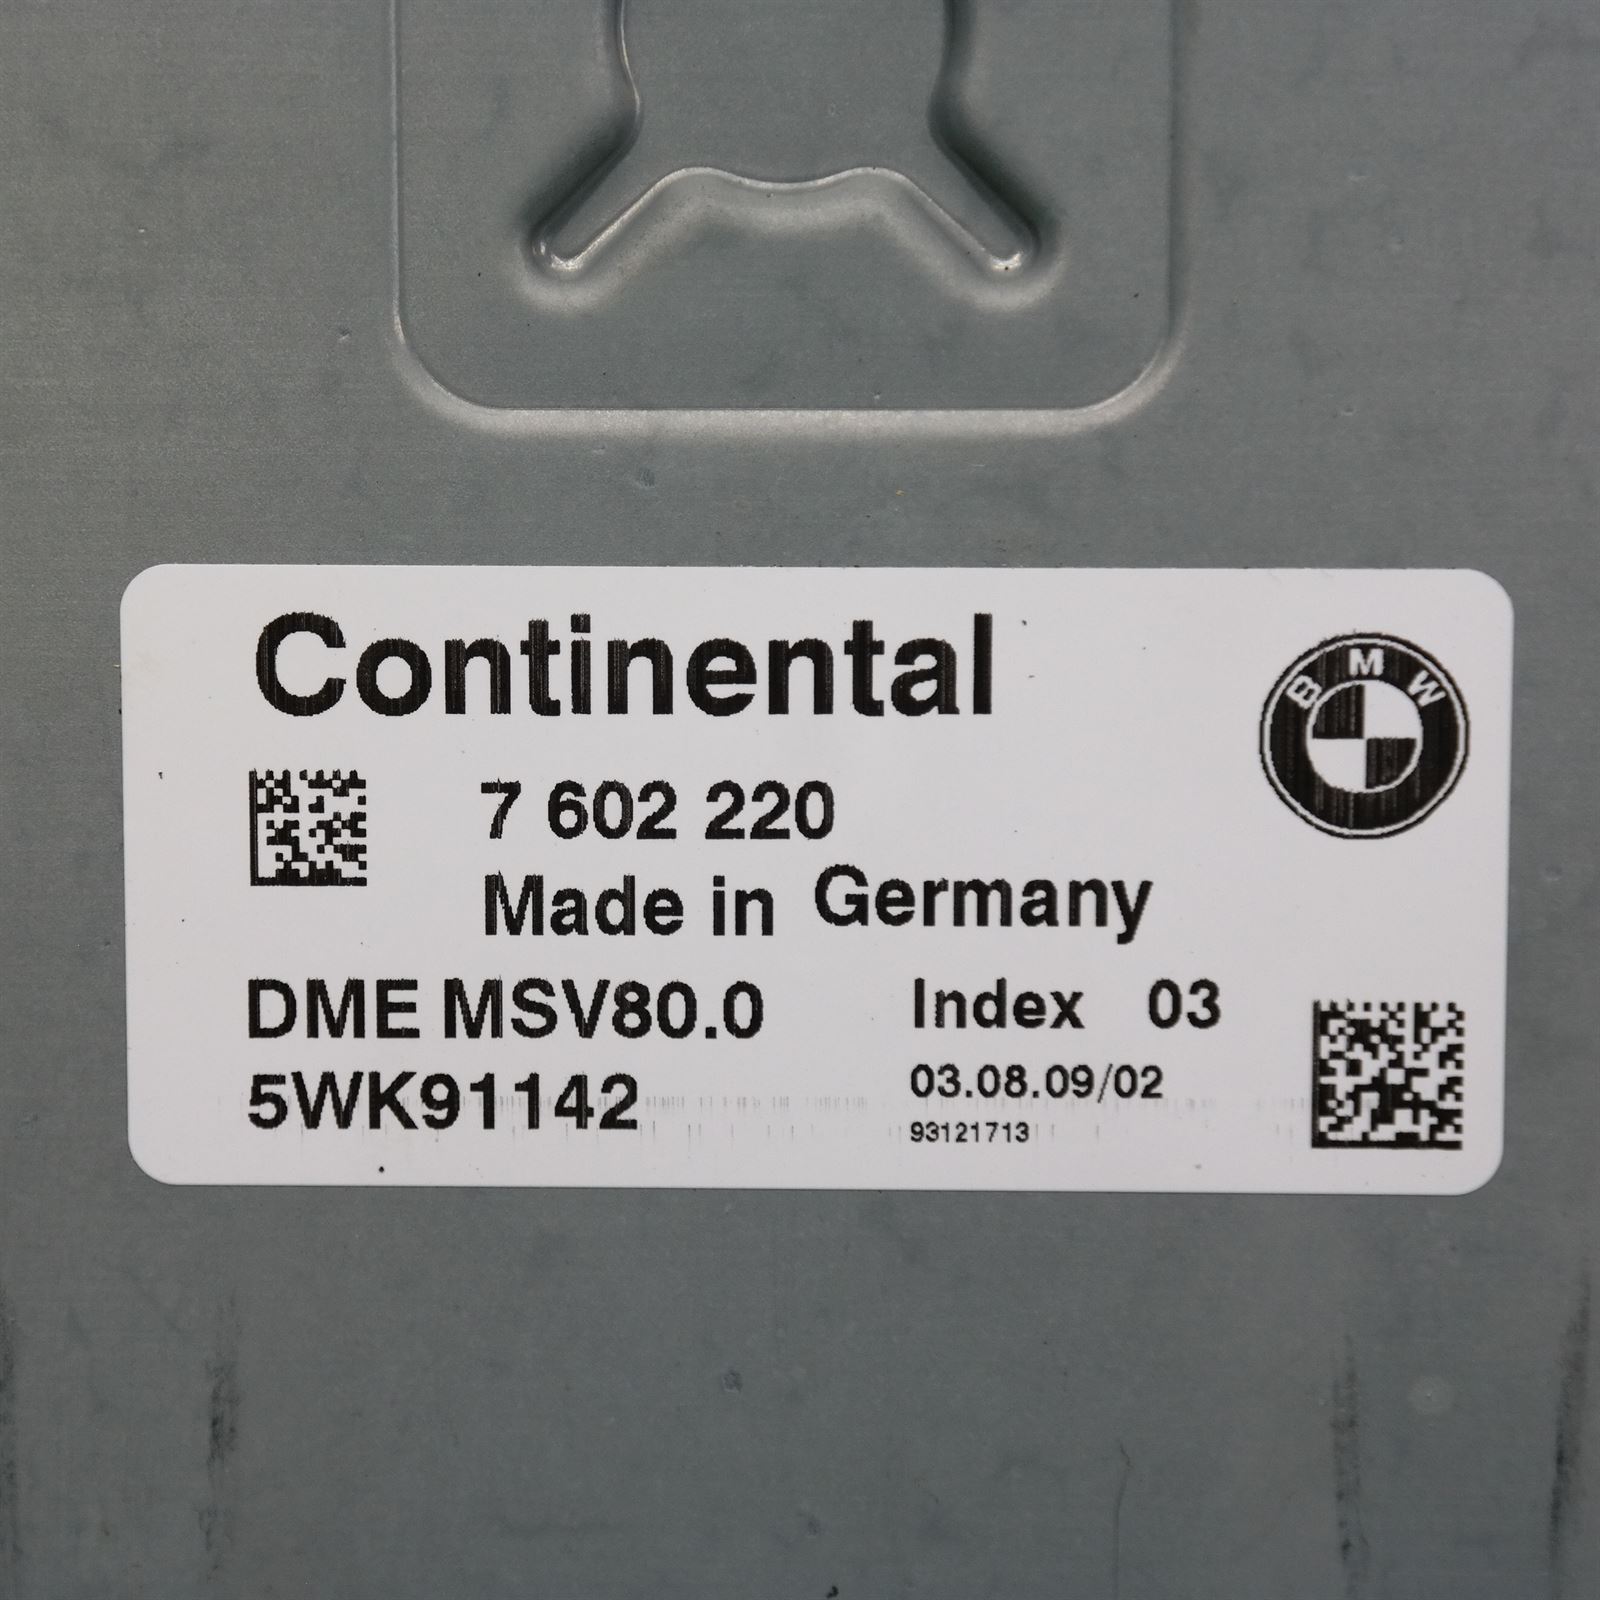 Continental
BMW
7 602 220
Made in Germany
DME MSV80.0 Index 03
5WK91142 03.08.09/02
93121713